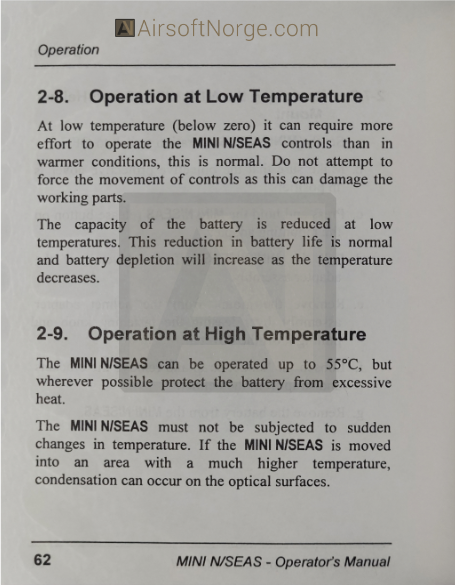 AirsoftNorge.com
Operation
2-8. Operation at Low Temperature
At low temperature (below zero) it can require more
effort to operate the MINI N/SEAS controls than in
warmer conditions, this is normal. Do not attempt to
force the movement of controls as this can damage the
working parts.
The capacity of the battery is reduced at low
temperatures. This reduction in battery life is normal
and battery depletion will increase as the temperature
decreases.
2-9. Operation at High Temperature
The MINI N/SEAS can be operated up to 55°C, but
wherever possible protect the battery from excessive
heat.
The MINI N/SEAS must not be subjected to sudden
changes in temperature. If the MINI N/SEAS is moved
into an area with a much higher temperature,
condensation can occur on the optical surfaces.
62 MINI N/SEAS - Operator's Manual